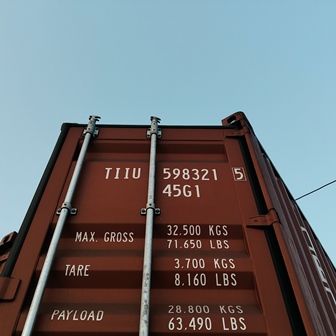 TIIU 598321 5
45G1
MAX. GROSS 32.500 KGS
71.650 LBS
TARE 3.700 KGS
8.160 LBS
PAYLOAD 28.800 KGS
63.490 LBS